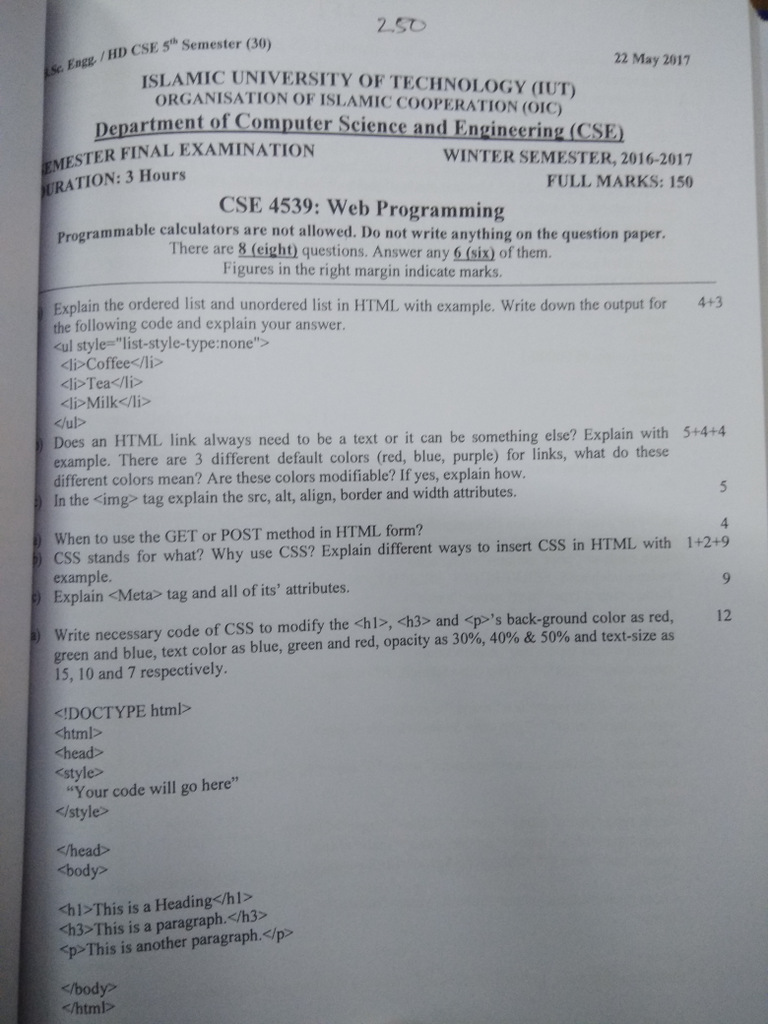 250
B.Sc. Engg. / HD CSE 5th Semester (30)
22 May 2017
ISLAMIC UNIVERSITY OF TECHNOLOGY (IUT)
ORGANISATION OF ISLAMIC COOPERATION (OIC)
Department of Computer Science and Engineering (CSE)
SEMESTER FINAL EXAMINATION
WINTER SEMESTER, 2016-2017
DURATION: 3 Hours
FULL MARKS: 150
CSE 4539: Web Programming
Programmable calculators are not allowed. Do not write anything on the question paper.
There are 8 (eight) questions. Answer any 6 (six) of them.
Figures in the right margin indicate marks.
Explain the ordered list and unordered list in HTML with example. Write down the output for 4+3
the following code and explain your answer.
<ul style="list-style-type:none">
<li>Coffee</li>
<li>Tea</li>
<li>Milk</li>
</ul>
b) Does an HTML link always need to be a text or it can be something else? Explain with 5+4+4
example. There are 3 different default colors (red, blue, purple) for links, what do these
different colors mean? Are these colors modifiable? If yes, explain how.
c) In the <img> tag explain the src, alt, align, border and width attributes. 5
When to use the GET or POST method in HTML form? 4
b) CSS stands for what? Why use CSS? Explain different ways to insert CSS in HTML with 1+2+9
example.
c) Explain <Meta> tag and all of its' attributes. 9
a) Write necessary code of CSS to modify the <h1>, <h3> and <p>'s back-ground color as red, 12
green and blue, text color as blue, green and red, opacity as 30%, 40% & 50% and text-size as
15, 10 and 7 respectively.
<!DOCTYPE html>
<html>
<head>
<style>
“Your code will go here”
</style>
</head>
<body>
<h1>This is a Heading</h1>
<h3>This is a paragraph.</h3>
<p>This is another paragraph.</p>
</body>
</html>